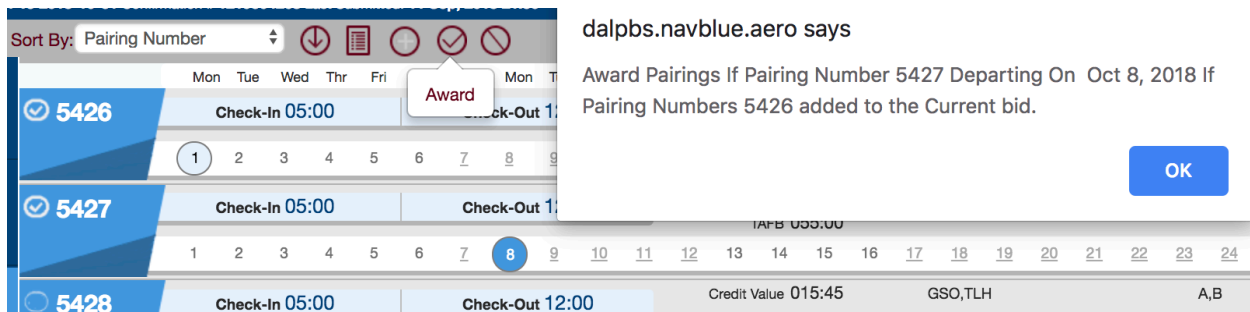 dalpbs.navblue.aero says
Award Pairings If Pairing Number 5427 Departing On Oct 8, 2018 If
Pairing Numbers 5426 added to the Current bid.
OK
Sort By: Pairing Number
Award
Mon Tue Wed Thr Fri Mon
5426 Check-In 05:00 Check-Out
1 2 3 4 5 6 7 8 9
5427 Check-In 05:00 Check-Out
TAFB 055:00
1 2 3 4 5 6 7 8 9 10 11 12 13 14 15 16 17 18 19 20 21 22 23 24
5428 Check-In 05:00 Check-Out 12:00 Credit Value 015:45 GSO,TLH A,B